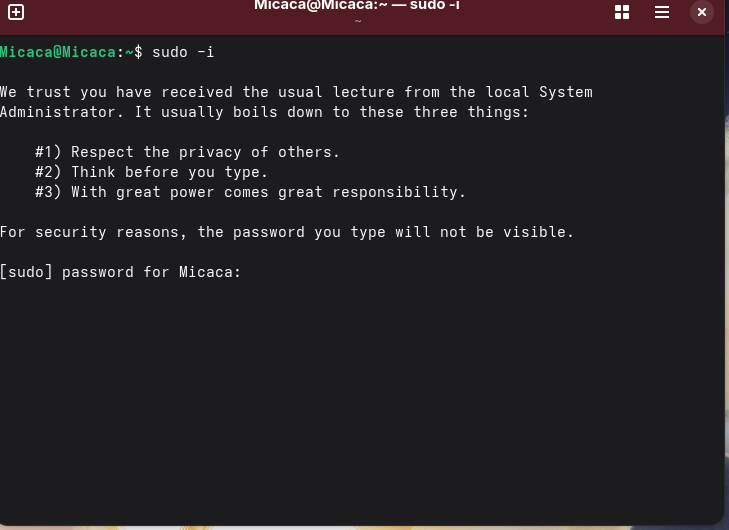 Micaca@Micaca:~ — sudo -i
~
Micaca@Micaca:~$ sudo -i
We trust you have received the usual lecture from the local System
Administrator. It usually boils down to these three things:
#1) Respect the privacy of others.
#2) Think before you type.
#3) With great power comes great responsibility.
For security reasons, the password you type will not be visible.
[sudo] password for Micaca: